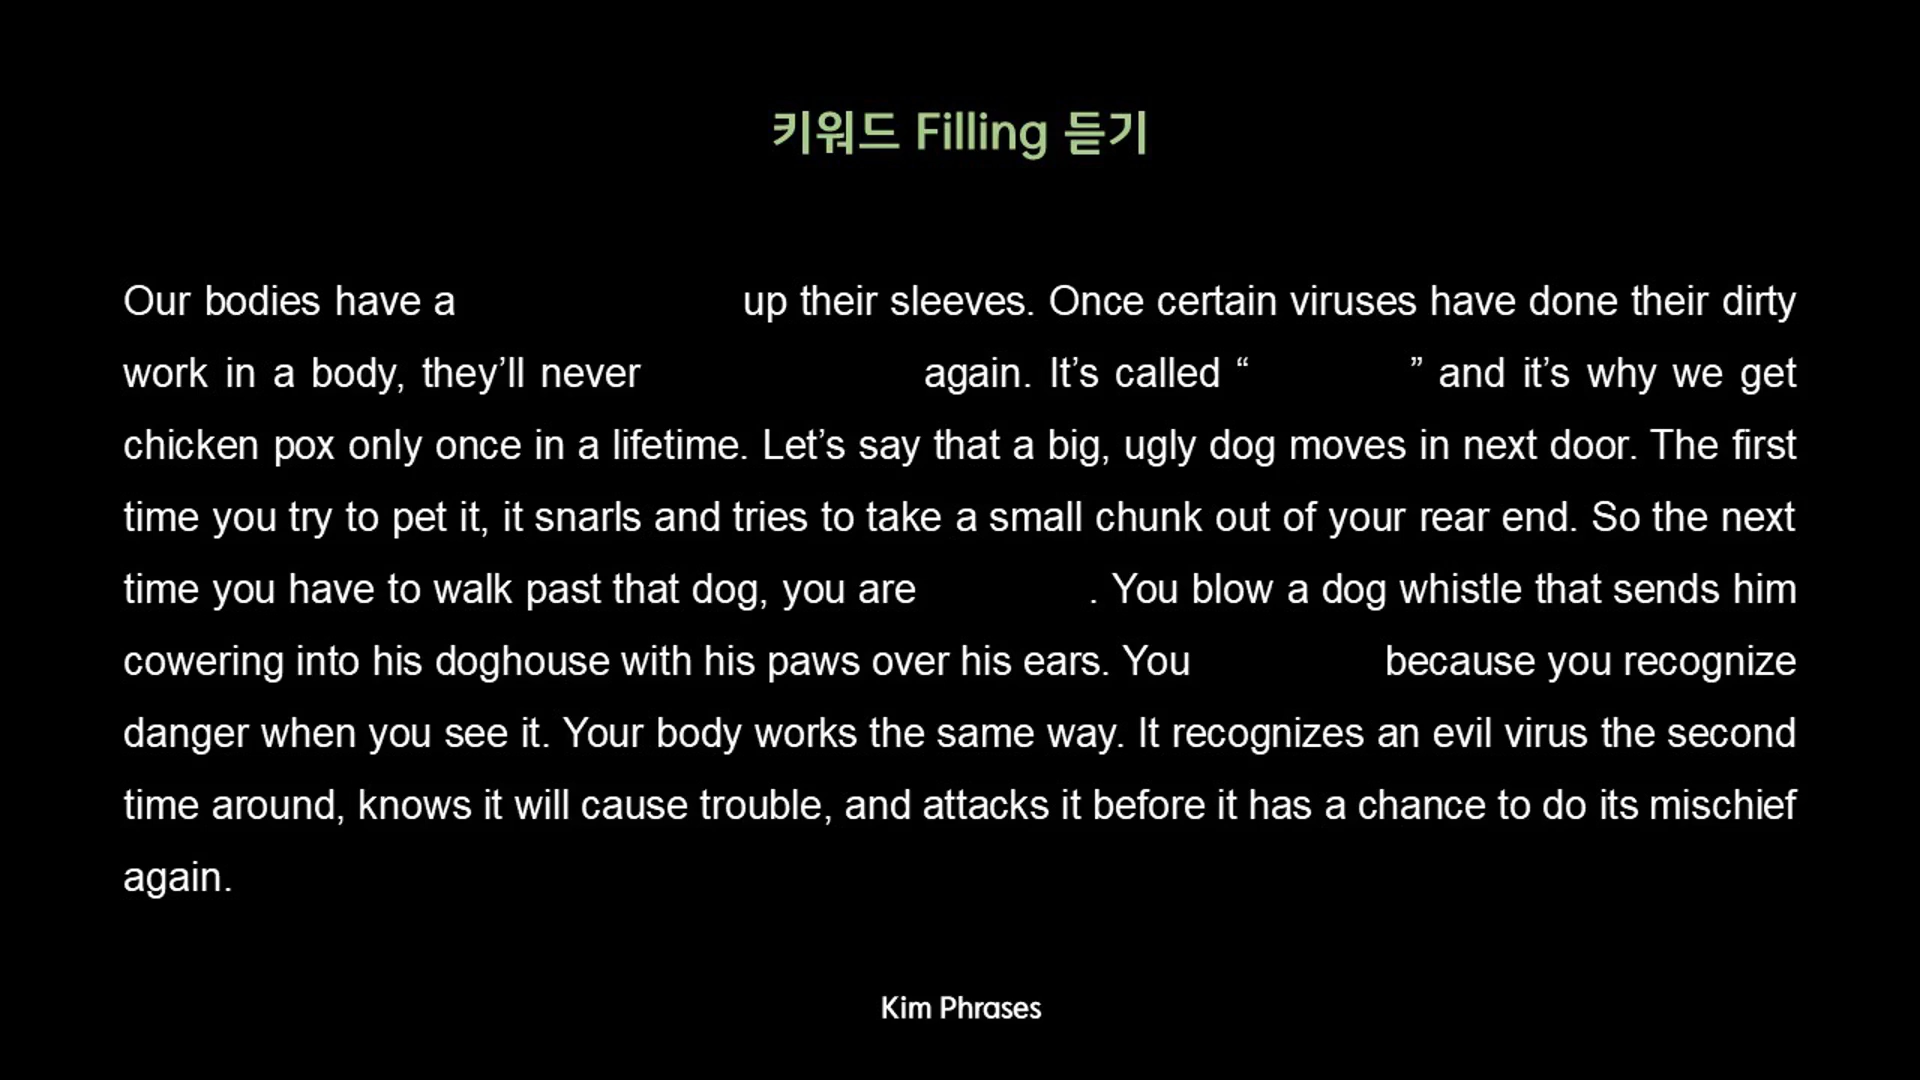 키워드 Filling 듣기
Our bodies have a up their sleeves. Once certain viruses have done their dirty
work in a body, they’ll never again. It’s called “ ” and it’s why we get
chicken pox only once in a lifetime. Let’s say that a big, ugly dog moves in next door. The first
time you try to pet it, it snarls and tries to take a small chunk out of your rear end. So the next
time you have to walk past that dog, you are . You blow a dog whistle that sends him
cowering into his doghouse with his paws over his ears. You because you recognize
danger when you see it. Your body works the same way. It recognizes an evil virus the second
time around, knows it will cause trouble, and attacks it before it has a chance to do its mischief
again.
Kim Phrases